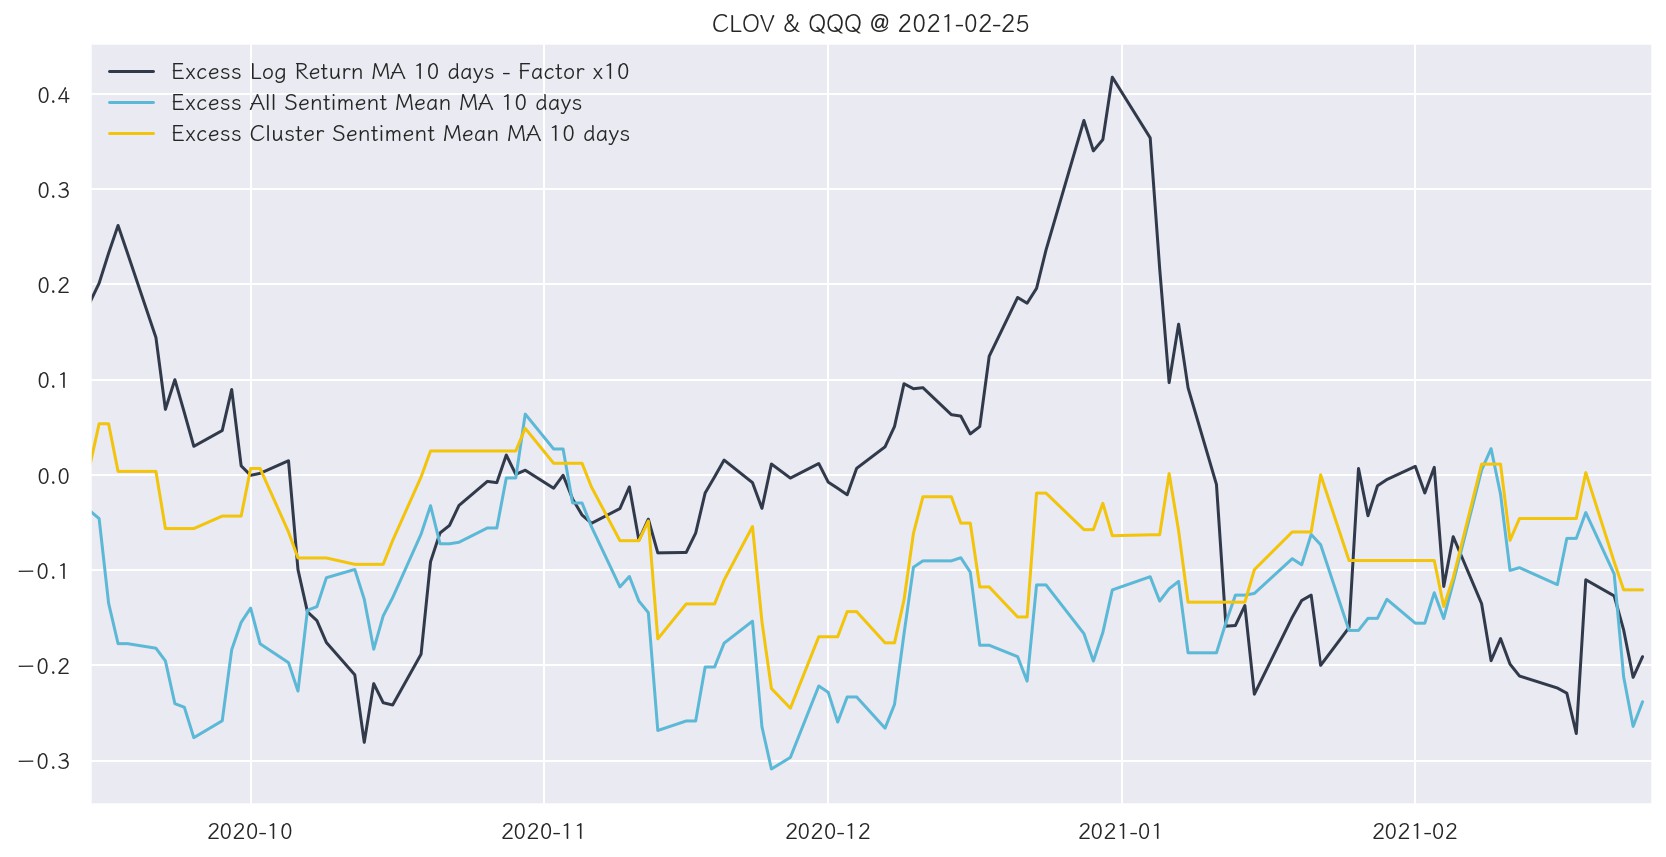 CLOV & QQQ @ 2021-02-25
Excess Log Return MA 10 days - Factor x10
Excess All Sentiment Mean MA 10 days
Excess Cluster Sentiment Mean MA 10 days
0.4
0.3
0.2
0.1
0.0
−0.1
−0.2
−0.3
2020-10 2020-11 2020-12 2021-01 2021-02